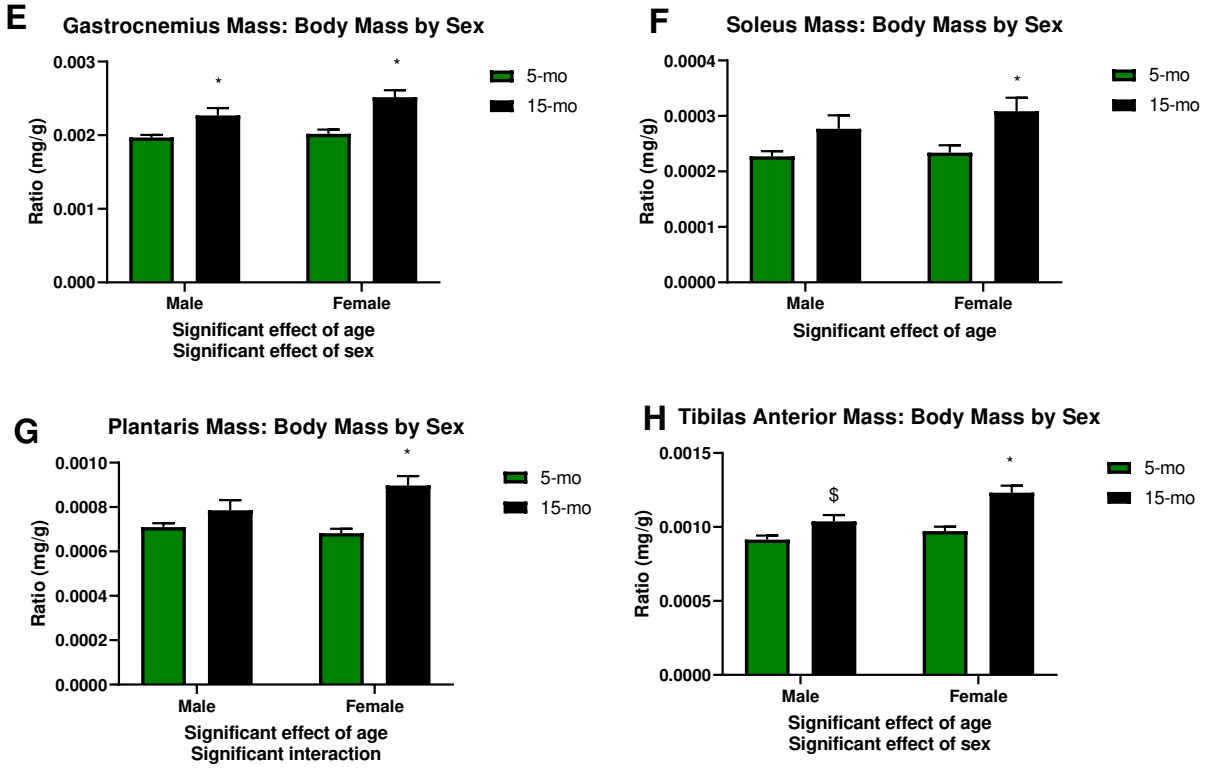 E
Gastrocnemius Mass: Body Mass by Sex
Ratio (mg/g)
0.003
0.002
0.001
0.000
*
*
Male
Female
5-mo
15-mo
Significant effect of age
Significant effect of sex
F
Soleus Mass: Body Mass by Sex
Ratio (mg/g)
0.0004
0.0003
0.0002
0.0001
0.0000
*
Male
Female
5-mo
15-mo
Significant effect of age
G
Plantaris Mass: Body Mass by Sex
Ratio (mg/g)
0.0010
0.0008
0.0006
0.0004
0.0002
0.0000
*
Male
Female
5-mo
15-mo
Significant effect of age
Significant interaction
H
Tibilas Anterior Mass: Body Mass by Sex
Ratio (mg/g)
0.0015
0.0010
0.0005
0.0000
$
*
Male
Female
5-mo
15-mo
Significant effect of age
Significant effect of sex